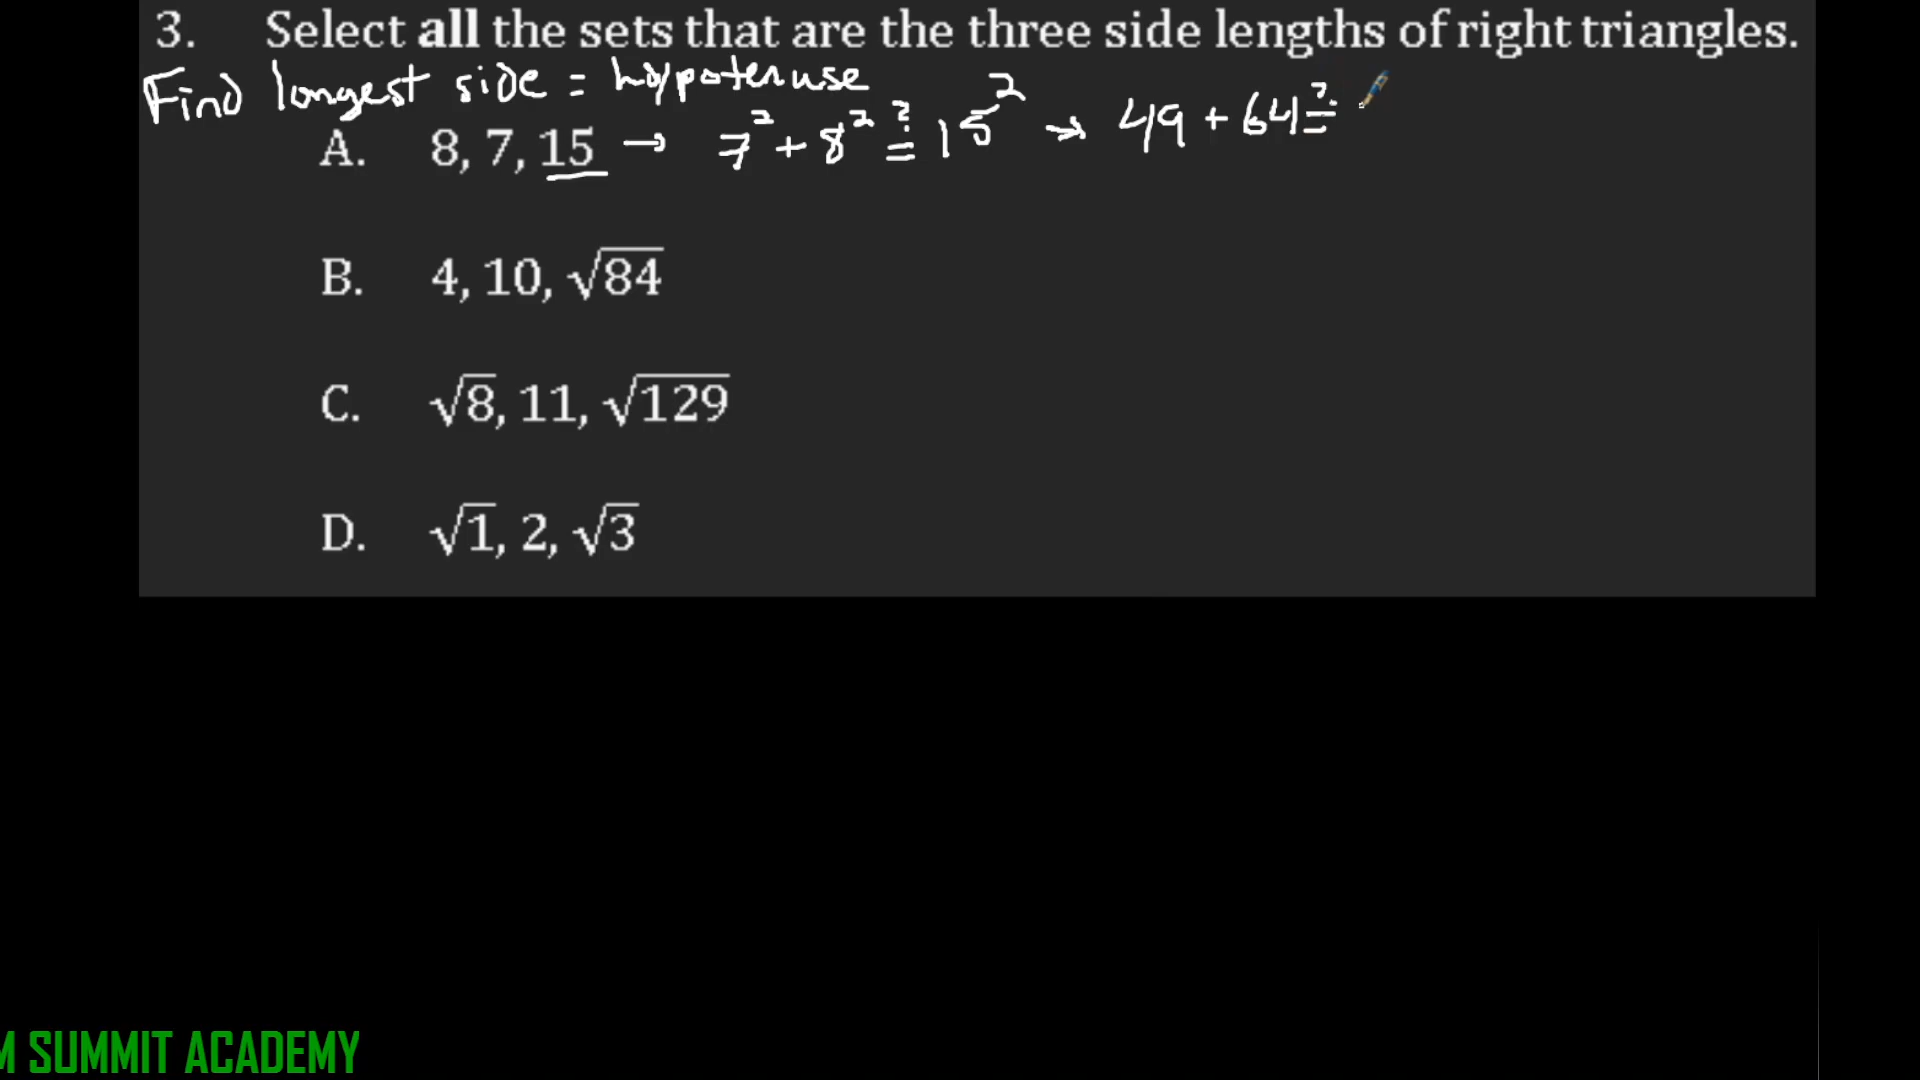 3. Select all the sets that are the three side lengths of right triangles.
Find longest side = hypotenuse
A. 8, 7, 15 → 7² + 8² ≟ 15² → 49 + 64 ≟
B. 4, 10, √84
C. √8, 11, √129
D. √1, 2, √3
M SUMMIT ACADEMY